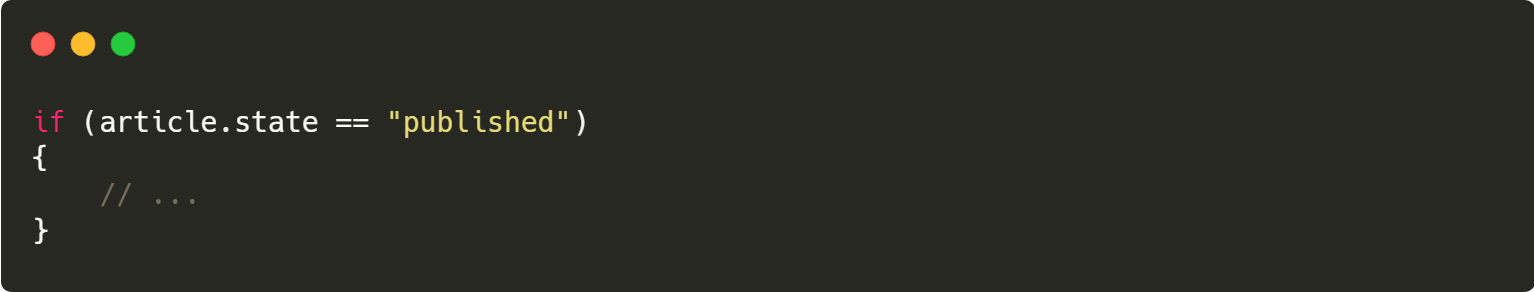 if (article.state == "published")
{
    // ...
}